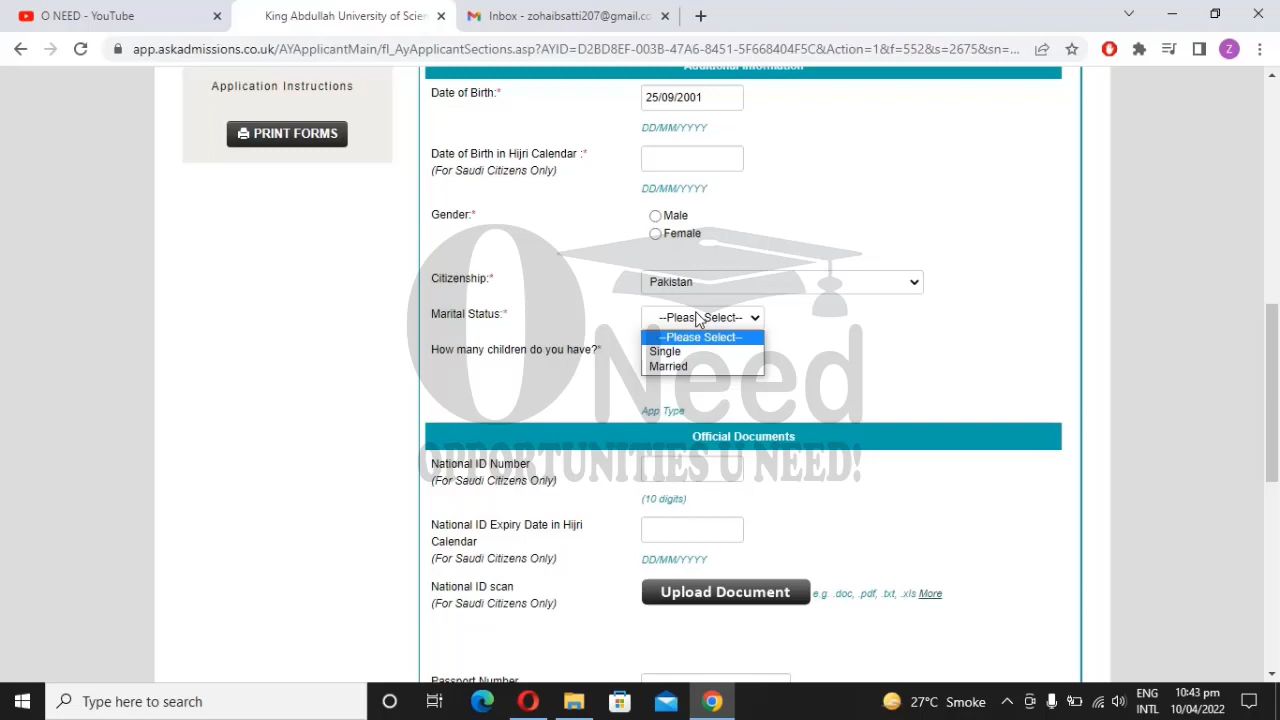 O NEED - YouTube
King Abdullah University of Scien
Inbox - zohaibsatti207@gmail.co
app.askadmissions.co.uk/AYApplicantMain/fl_AyApplicantSections.asp?AYID=D2BD8EF-003B-47A6-8451-5F668404F5C&Action=1&f=552&s=2675&sn=...
Z
Application Instructions
PRINT FORMS
Additional Information
Date of Birth:*
25/09/2001
DD/MM/YYYY
Date of Birth in Hijri Calendar :*
(For Saudi Citizens Only)
DD/MM/YYYY
Gender:*
Male
Female
Citizenship:*
Pakistan
Marital Status:*
--Please Select--
--Please Select--
Single
Married
How many children do you have?*
App Type
Official Documents
National ID Number
(For Saudi Citizens Only)
(10 digits)
National ID Expiry Date in Hijri
Calendar
(For Saudi Citizens Only)
DD/MM/YYYY
National ID scan
(For Saudi Citizens Only)
Upload Document
e.g. .doc, .pdf, .txt, .xls More
Passport Number
O Need
OPPORTUNITIES U NEED!
Type here to search
27°C Smoke
ENG
INTL
10:43 pm
10/04/2022